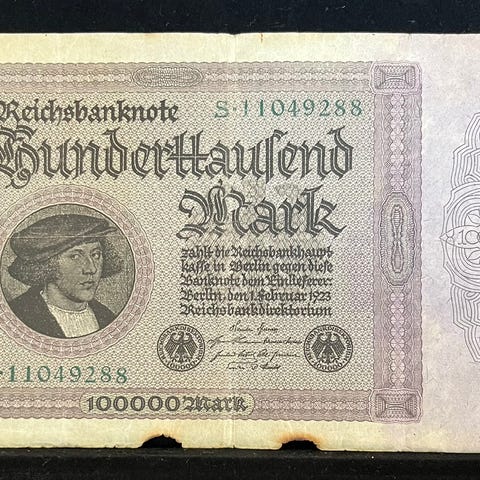 Reichsbanknote S·11049288
Hunderttausend
Mark
zahlt die Reichsbankhaupt
kasse in Berlin gegen diese
Banknote dem Einlieferer:
Berlin, den 1. Februar 1923
Reichsbankdirektorium
·11049288
100000 Mark